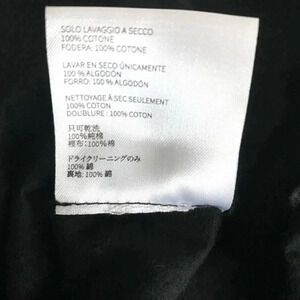 SOLO LAVAGGIO A SECCO
100% COTONE
FODERA: 100% COTONE
LAVAR EN SECO ÚNICAMENTE
100 % ALGODÓN
FORRO: 100 % ALGODÓN
NETTOYAGE À SEC SEULEMENT
100% COTON
DOUBLURE : 100% COTON
只可乾洗
100%純棉
裡布：100% 棉
ドライクリーニングのみ
100% 綿
裏地: 100% 綿